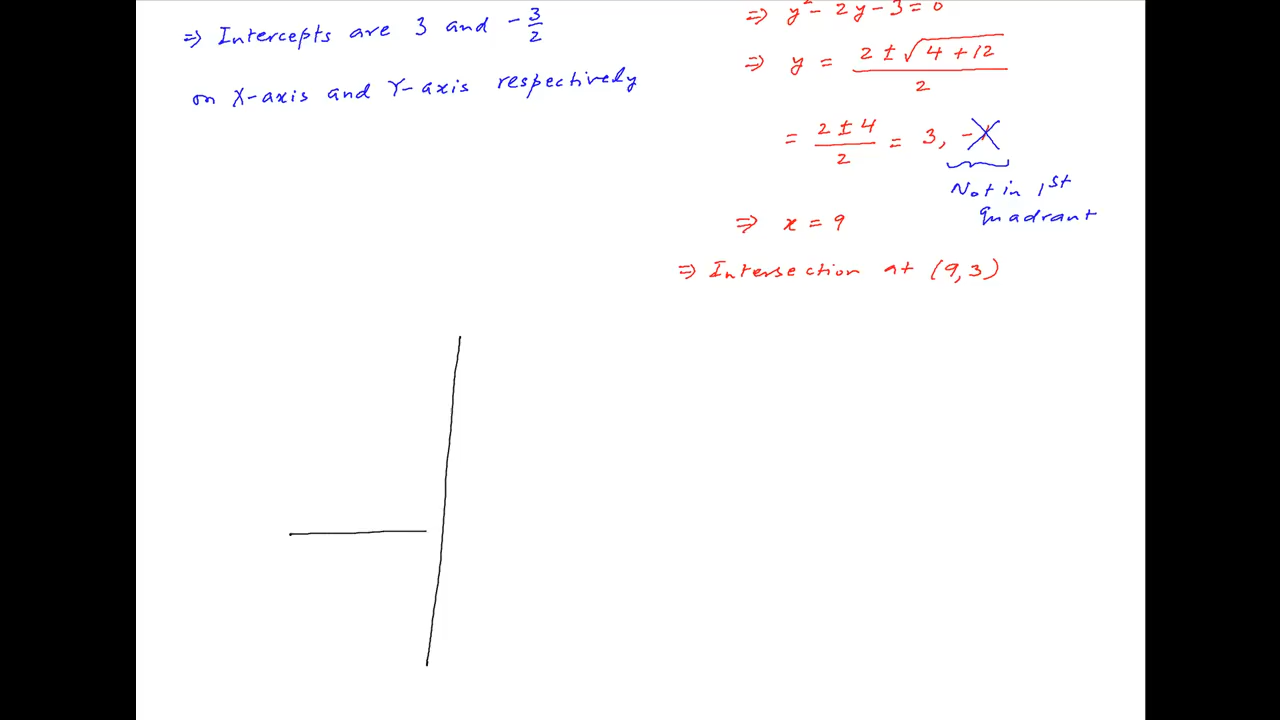 ⇒ Intercepts are 3 and -3/2
on X-axis and Y-axis respectively
⇒ y² - 2y - 3 = 0
⇒ y = (2 ± √(4 + 12))/2
= (2 ± 4)/2 = 3, -1
Not in 1st
Quadrant
⇒ x = 9
⇒ Intersection at (9, 3)